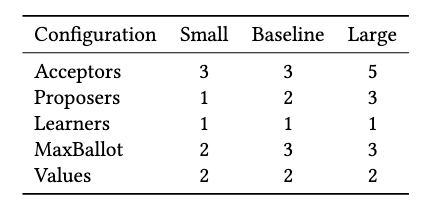 Configuration Small Baseline Large
Acceptors 3 3 5
Proposers 1 2 3
Learners 1 1 1
MaxBallot 2 3 3
Values 2 2 2